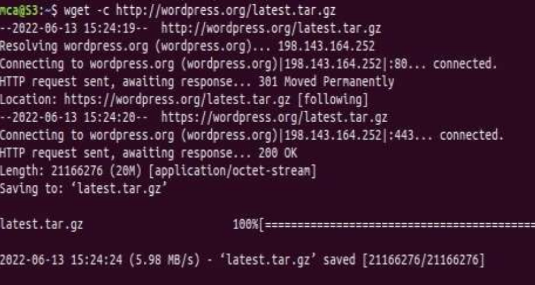 mca@S3:~$ wget -c http://wordpress.org/latest.tar.gz
--2022-06-13 15:24:19--  http://wordpress.org/latest.tar.gz
Resolving wordpress.org (wordpress.org)... 198.143.164.252
Connecting to wordpress.org (wordpress.org)|198.143.164.252|:80... connected.
HTTP request sent, awaiting response... 301 Moved Permanently
Location: https://wordpress.org/latest.tar.gz [following]
--2022-06-13 15:24:20--  https://wordpress.org/latest.tar.gz
Connecting to wordpress.org (wordpress.org)|198.143.164.252|:443... connected.
HTTP request sent, awaiting response... 200 OK
Length: 21166276 (20M) [application/octet-stream]
Saving to: ‘latest.tar.gz’
latest.tar.gz 100%[==========================================
2022-06-13 15:24:24 (5.98 MB/s) - ‘latest.tar.gz’ saved [21166276/21166276]